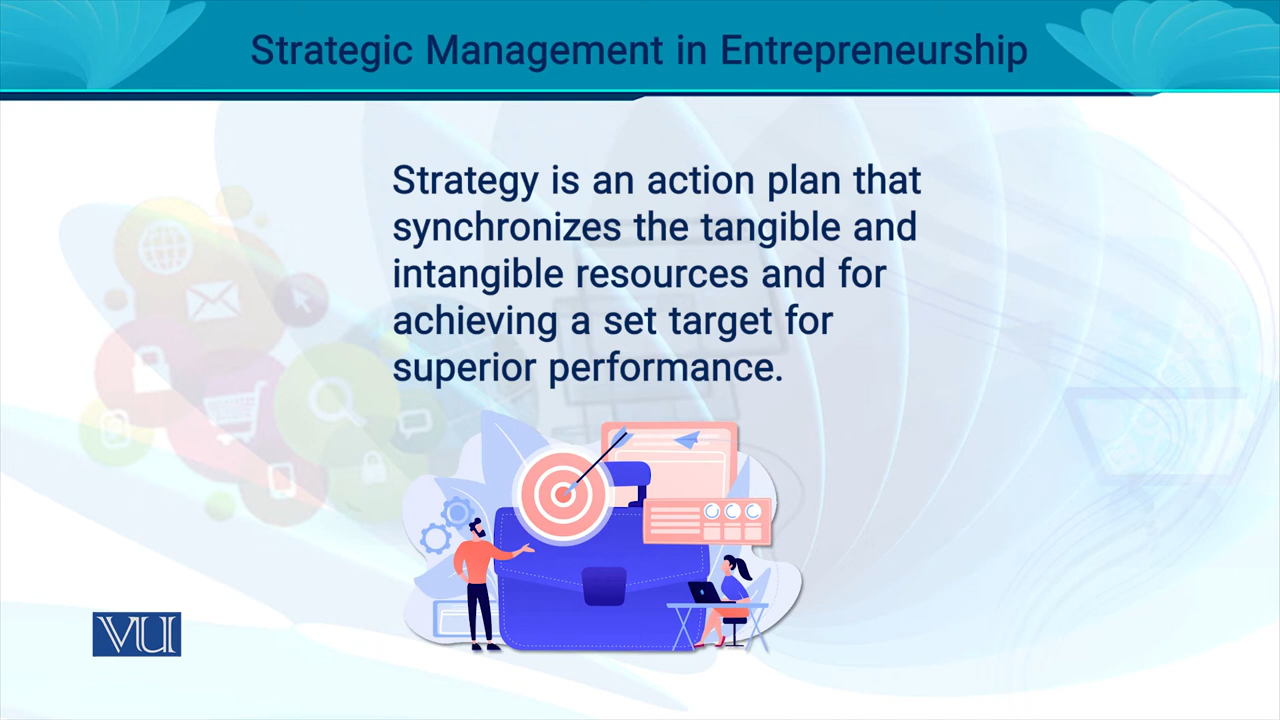 Strategic Management in Entrepreneurship
Strategy is an action plan that
synchronizes the tangible and
intangible resources and for
achieving a set target for
superior performance.
VU